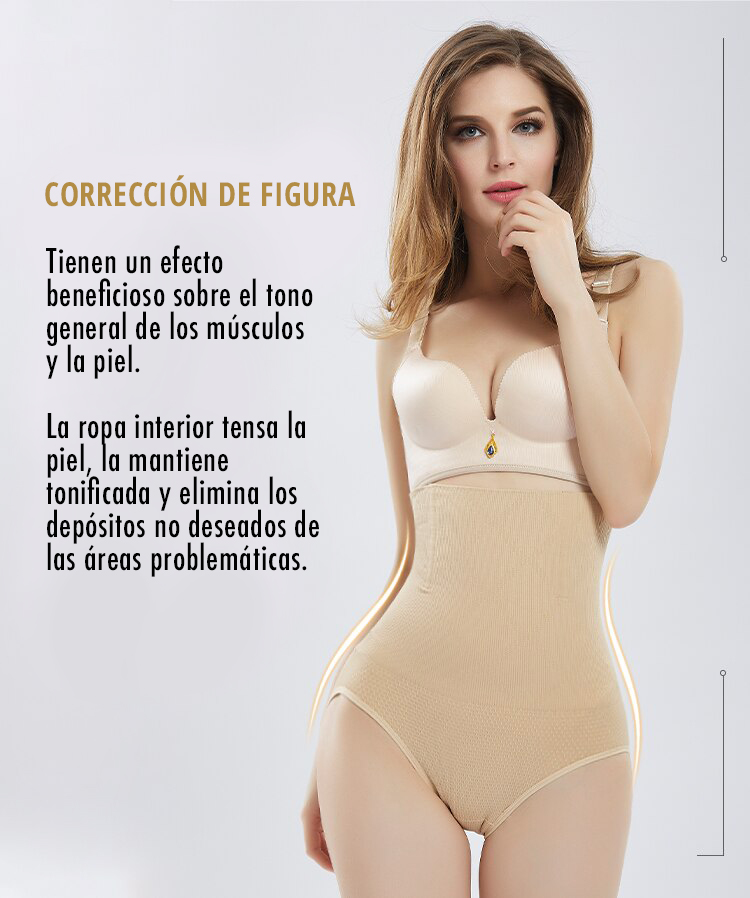 CORRECCIÓN DE FIGURA
Tienen un efecto
beneficioso sobre el tono
general de los músculos
y la piel.
La ropa interior tensa la
piel, la mantiene
tonificada y elimina los
depósitos no deseados de
las áreas problemáticas.